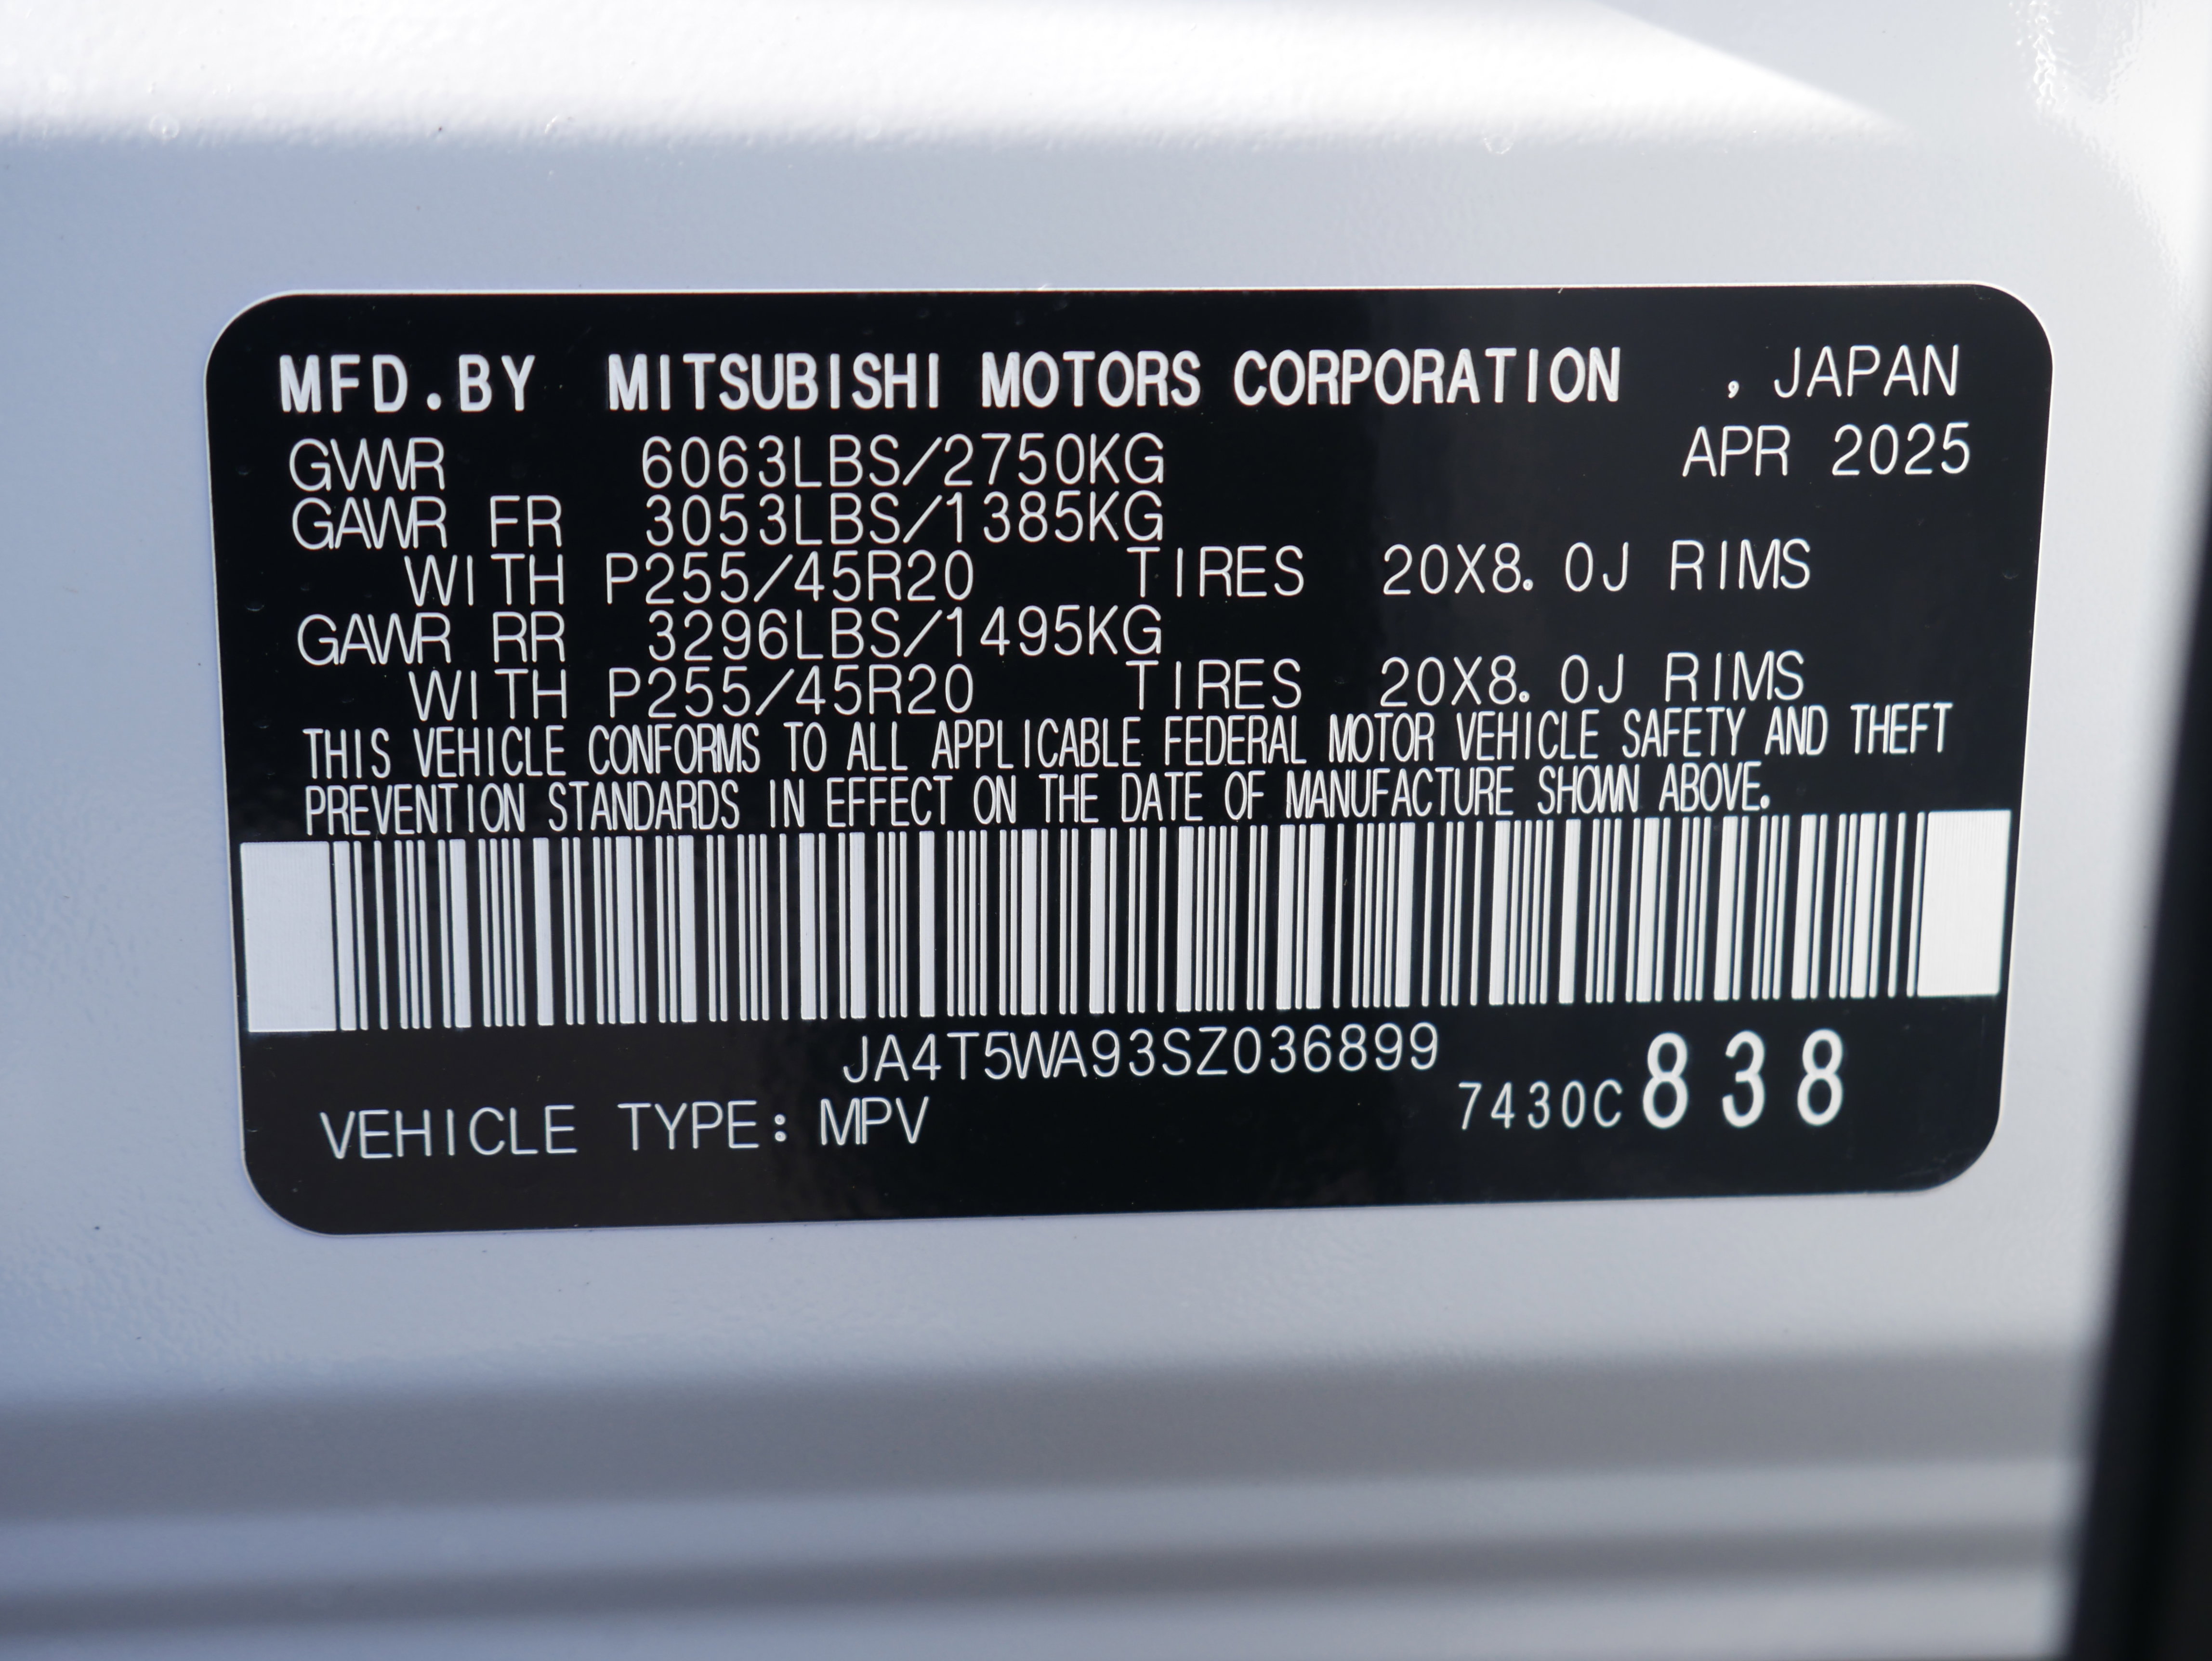 MFD.BY MITSUBISHI MOTORS CORPORATION , JAPAN
GVWR 6063LBS/2750KG APR 2025
GAWR FR 3053LBS/1385KG
WITH P255/45R20 TIRES 20X8.0J RIMS
GAWR RR 3296LBS/1495KG
WITH P255/45R20 TIRES 20X8.0J RIMS
THIS VEHICLE CONFORMS TO ALL APPLICABLE FEDERAL MOTOR VEHICLE SAFETY AND THEFT
PREVENTION STANDARDS IN EFFECT ON THE DATE OF MANUFACTURE SHOWN ABOVE.
JA4T5WA93SZ036899
VEHICLE TYPE: MPV 7430C 838